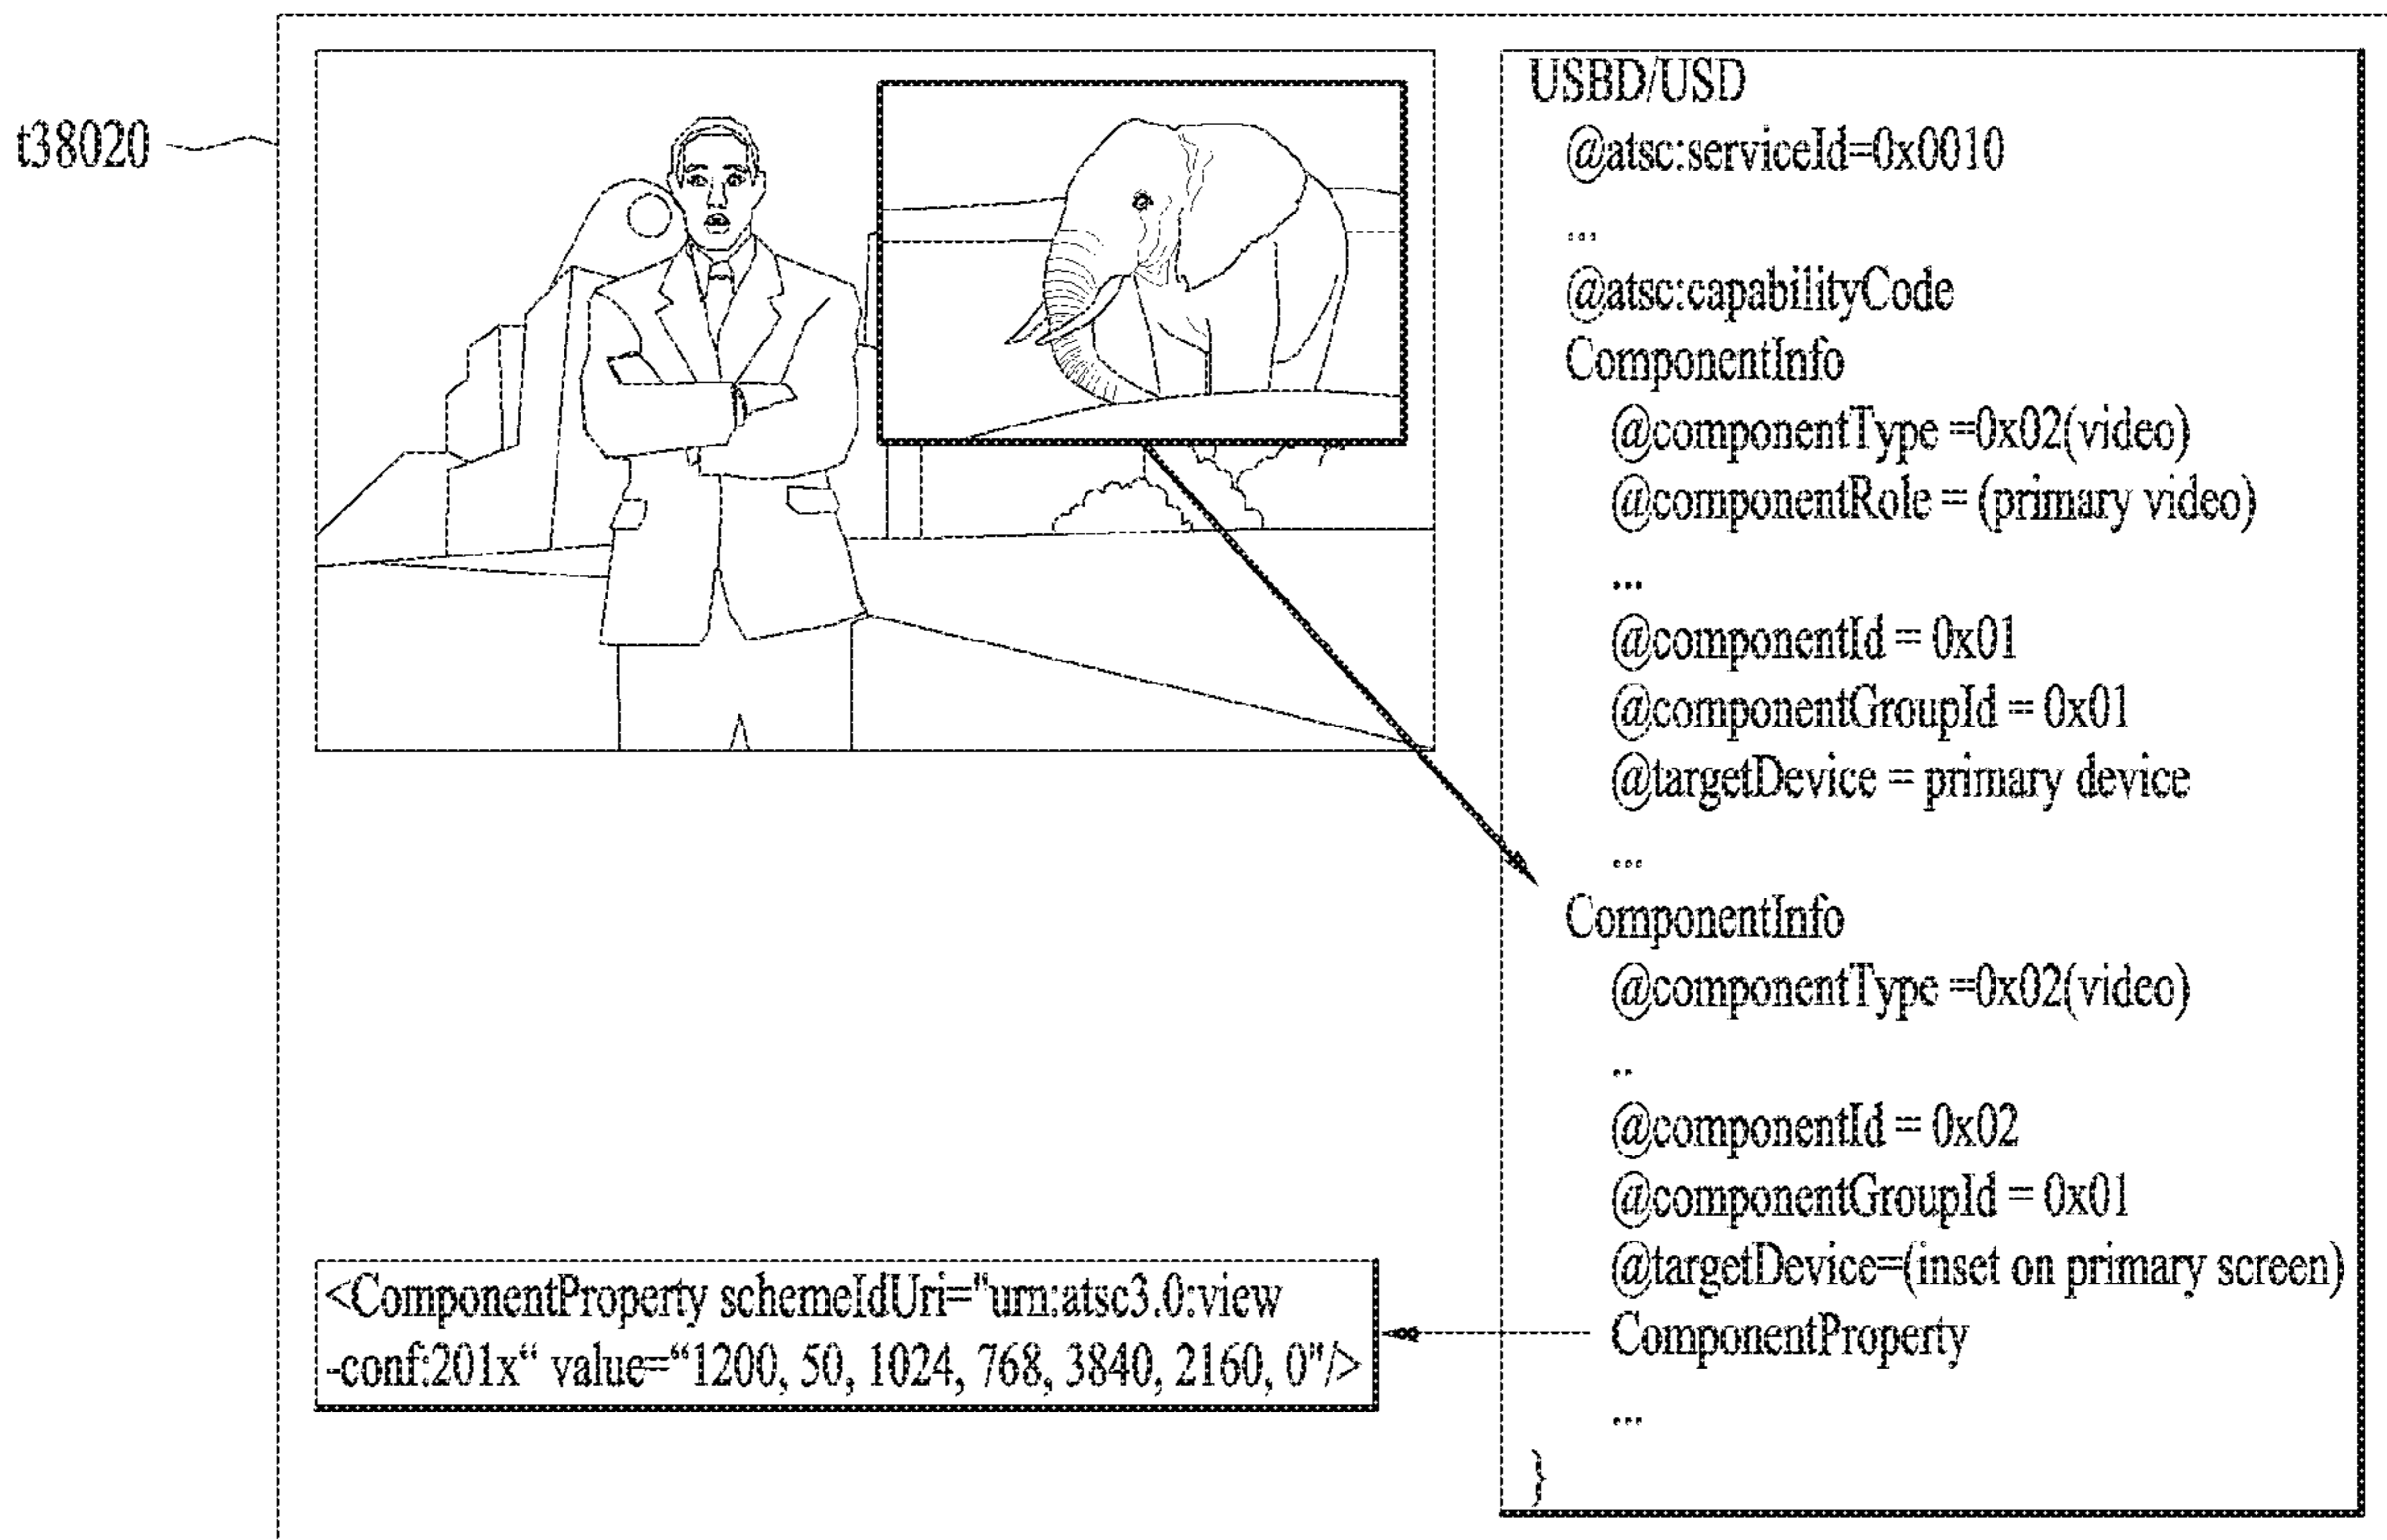 t38020
USBD/USD
@atsc:serviceId=0x0010
...
@atsc:capabilityCode
ComponentInfo
@componentType =0x02(video)
@componentRole = (primary video)
...
@componentId = 0x01
@componentGroupId = 0x01
@targetDevice = primary device
...
ComponentInfo
@componentType =0x02(video)
..
@componentId = 0x02
@componentGroupId = 0x01
@targetDevice=(inset on primary screen)
ComponentProperty
...
}
<ComponentProperty schemeIdUri="urn:atsc3.0:view
-conf:201x“ value=“1200, 50, 1024, 768, 3840, 2160, 0"/>